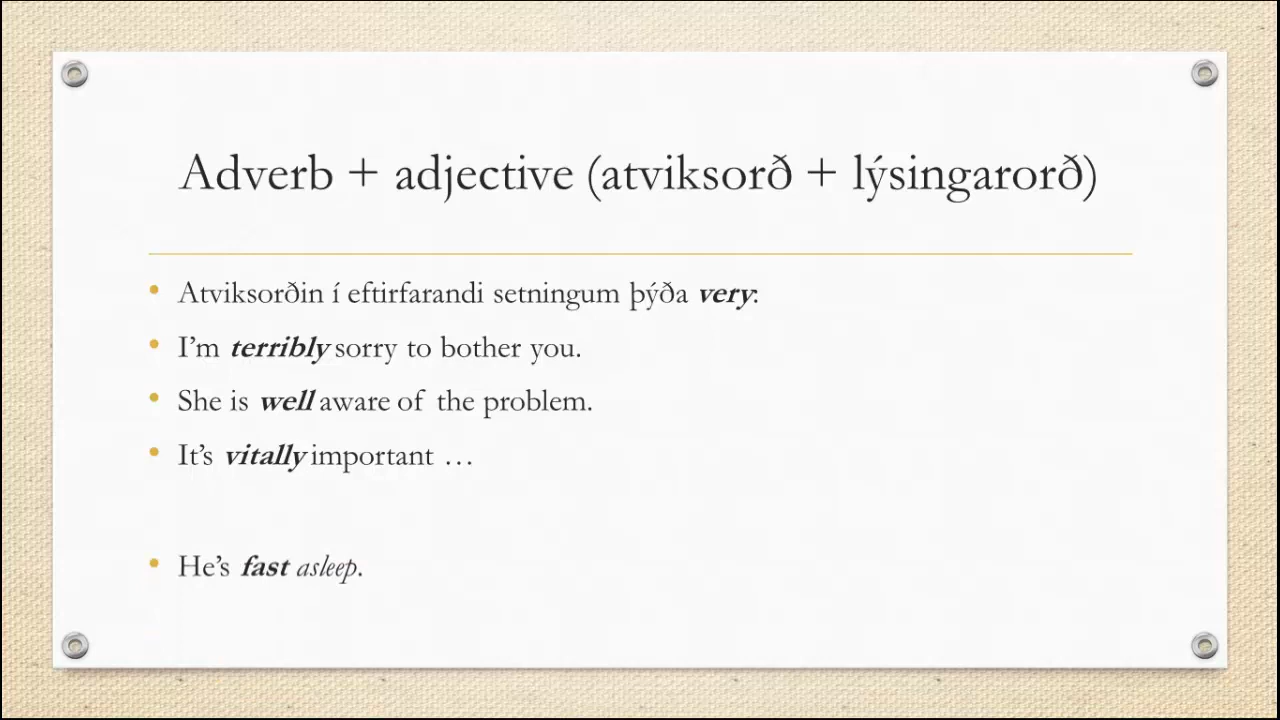 Adverb + adjective (atviksorð + lýsingarorð)
• Atviksorðin í eftirfarandi setningum þýða very:
• I’m terribly sorry to bother you.
• She is well aware of the problem.
• It’s vitally important …
• He’s fast asleep.